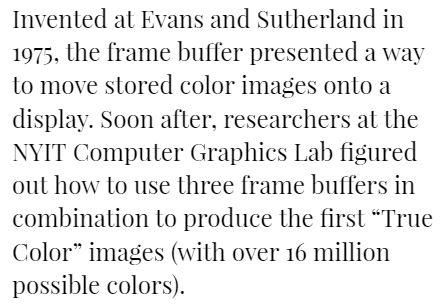 Invented at Evans and Sutherland in
1975, the frame buffer presented a way
to move stored color images onto a
display. Soon after, researchers at the
NYIT Computer Graphics Lab figured
out how to use three frame buffers in
combination to produce the first “True
Color” images (with over 16 million
possible colors).